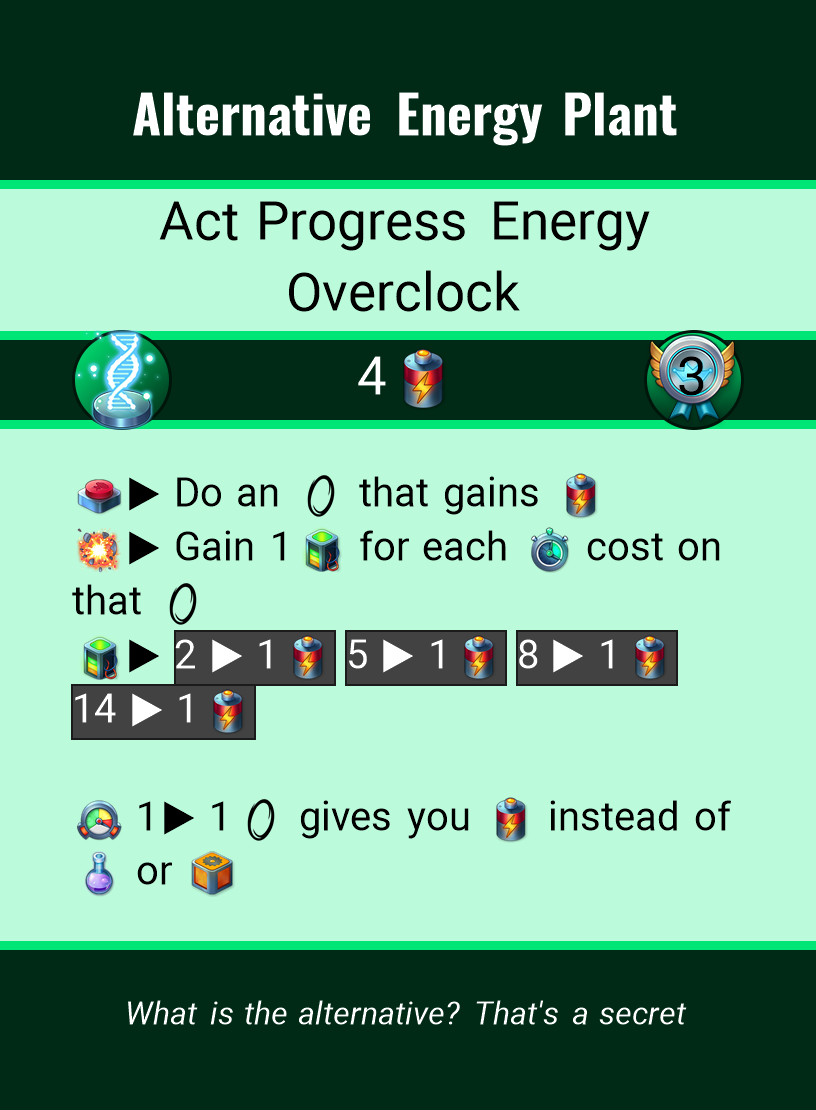 Alternative Energy Plant
Act Progress Energy
Overclock
4
3
Do an that gains
Gain 1 for each cost on
that
2 ▶ 1 5 ▶ 1 8 ▶ 1
14 ▶ 1
1▶ 1 gives you instead of
or
What is the alternative? That's a secret